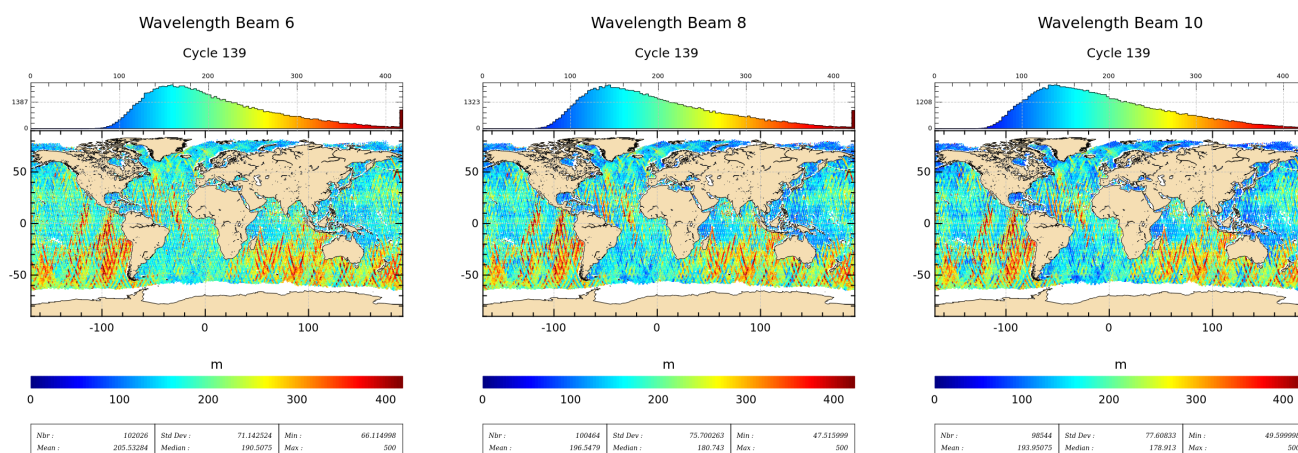 Wavelength Beam 6
Cycle 139
0 100 200 300 400
1387
0
50
0
-50
-100 0 100
m
0 100 200 300 400
Nbr : 102026 Std Dev : 71.142524 Min : 66.114998
Mean : 205.53284 Median : 190.5075 Max : 500
Wavelength Beam 8
Cycle 139
0 100 200 300 400
1323
0
50
0
-50
-100 0 100
m
0 100 200 300 400
Nbr : 100464 Std Dev : 75.700263 Min : 47.515999
Mean : 196.5479 Median : 180.743 Max : 500
Wavelength Beam 10
Cycle 139
0 100 200 300 400
1208
0
50
0
-50
-100 0 100
m
0 100 200 300 400
Nbr : 98544 Std Dev : 77.60833 Min : 49.599998
Mean : 193.95075 Median : 178.913 Max : 500